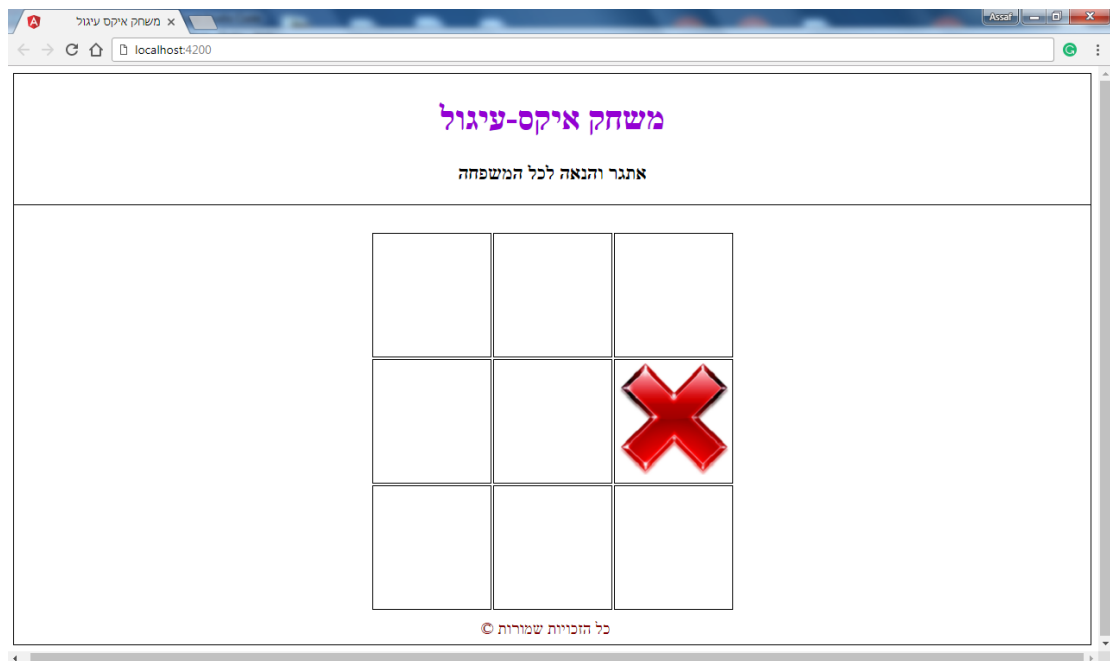 משחק איקס עיגול
Assaf
localhost:4200
משחק איקס-עיגול
אתגר והנאה לכל המשפחה
כל הזכויות שמורות ©